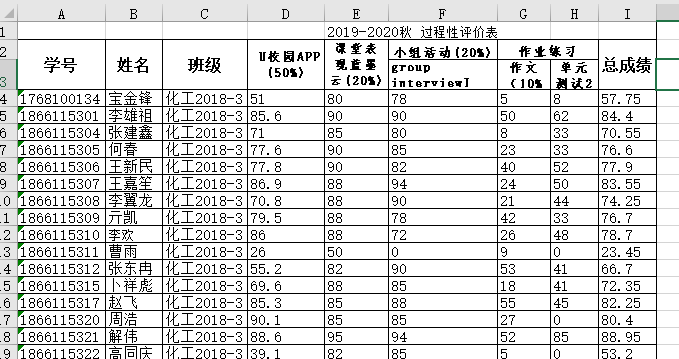 A B C D E F G H I
1 2019-2020秋 过程性评价表
2 学号 姓名 班级 U校园APP (50%) 课堂表现蓝墨云(20%) 小组活动(20%) 作业练习 总成绩
3 group interview1 作文 (10% 单元测试2
4 1768100134 宝金锋 化工2018-3 51 80 78 5 8 57.75
5 1866115301 李雄祖 化工2018-3 85.6 90 90 50 62 84.4
6 1866115304 张建鑫 化工2018-3 71 85 80 8 33 70.55
7 1866115305 何春 化工2018-3 77.6 90 85 23 33 76.6
8 1866115306 王新民 化工2018-3 77.8 90 82 40 52 77.9
9 1866115307 王嘉笙 化工2018-3 86.9 88 94 24 50 83.55
10 1866115308 李翼龙 化工2018-3 70.8 88 90 21 44 74.25
11 1866115309 亓凯 化工2018-3 79.5 88 78 42 33 76.7
12 1866115310 李欢 化工2018-3 86 88 72 26 48 78.7
13 1866115311 曹雨 化工2018-3 26 50 0 9 0 23.45
14 1866115312 张东冉 化工2018-3 55.2 82 90 53 41 66.7
15 1866115315 卜祥彪 化工2018-3 69.6 88 85 18 41 72.35
16 1866115317 赵飞 化工2018-3 85.3 85 88 55 45 82.25
17 1866115320 周浩 化工2018-3 90.1 85 85 27 0 80.4
18 1866115321 解伟 化工2018-3 88.6 95 94 52 85 88.95
19 1866115322 高同庆 化工2018-3 39.1 82 85 5 0 53.2